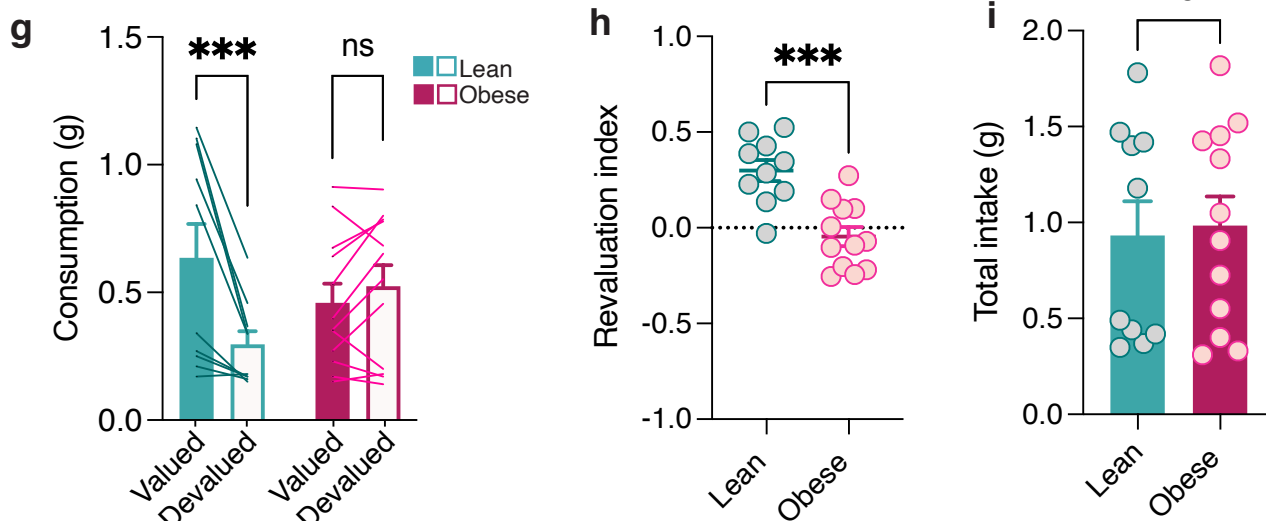 g
Consumption (g)
1.5
1.0
0.5
0.0
***
ns
Lean
Obese
Valued
Devalued
Valued
Devalued
h
Revaluation index
1.0
0.5
0.0
-0.5
-1.0
***
Lean
Obese
i
Total intake (g)
2.0
1.5
1.0
0.5
0.0
Lean
Obese